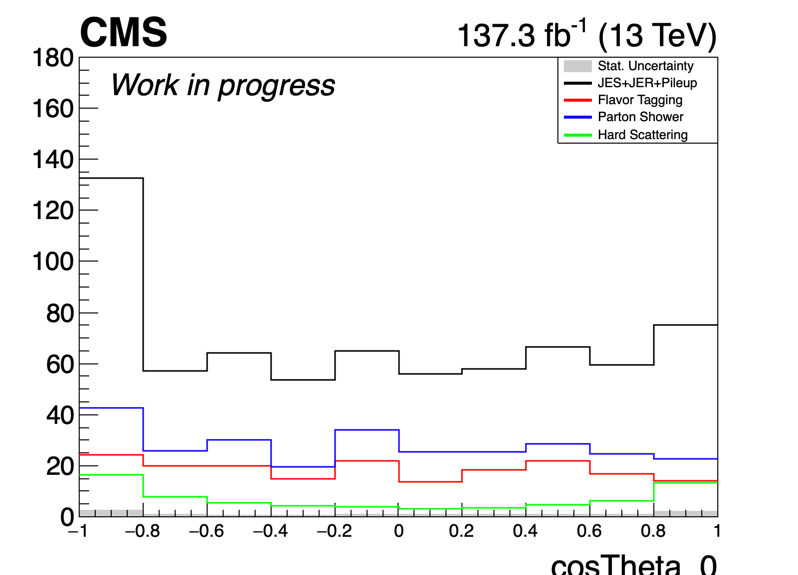 CMS 137.3 fb-1 (13 TeV)
Work in progress
Stat. Uncertainty
JES+JER+Pileup
Flavor Tagging
Parton Shower
Hard Scattering
180
160
140
120
100
80
60
40
20
0
−1 −0.8 −0.6 −0.4 −0.2 0 0.2 0.4 0.6 0.8 1
cosTheta_0